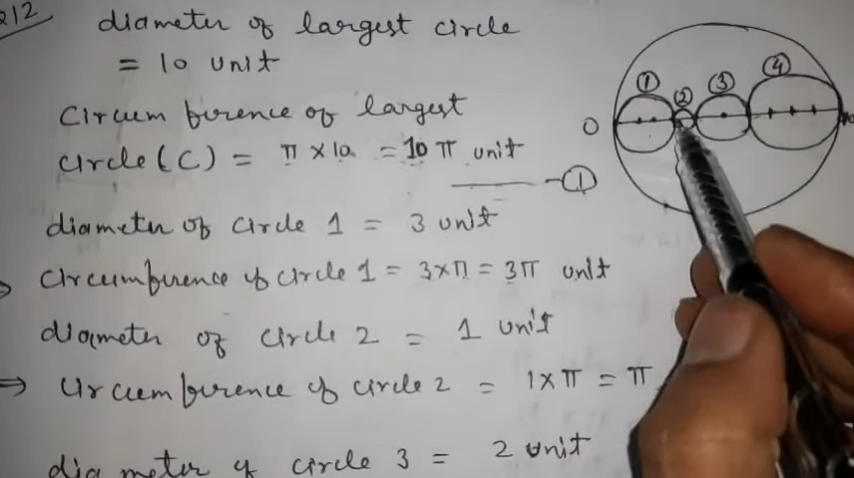 212
diameter of largest circle
= 10 unit
Circumference of largest
circle (C) = π × 10 = 10 π unit
①
diameter of circle 1 = 3 unit
Circumference of circle 1 = 3×π = 3π unit
diameter of circle 2 = 1 unit
⇒ Circumference of circle 2 = 1×π = π
diameter of circle 3 = 2 unit
① ② ③ ④
0